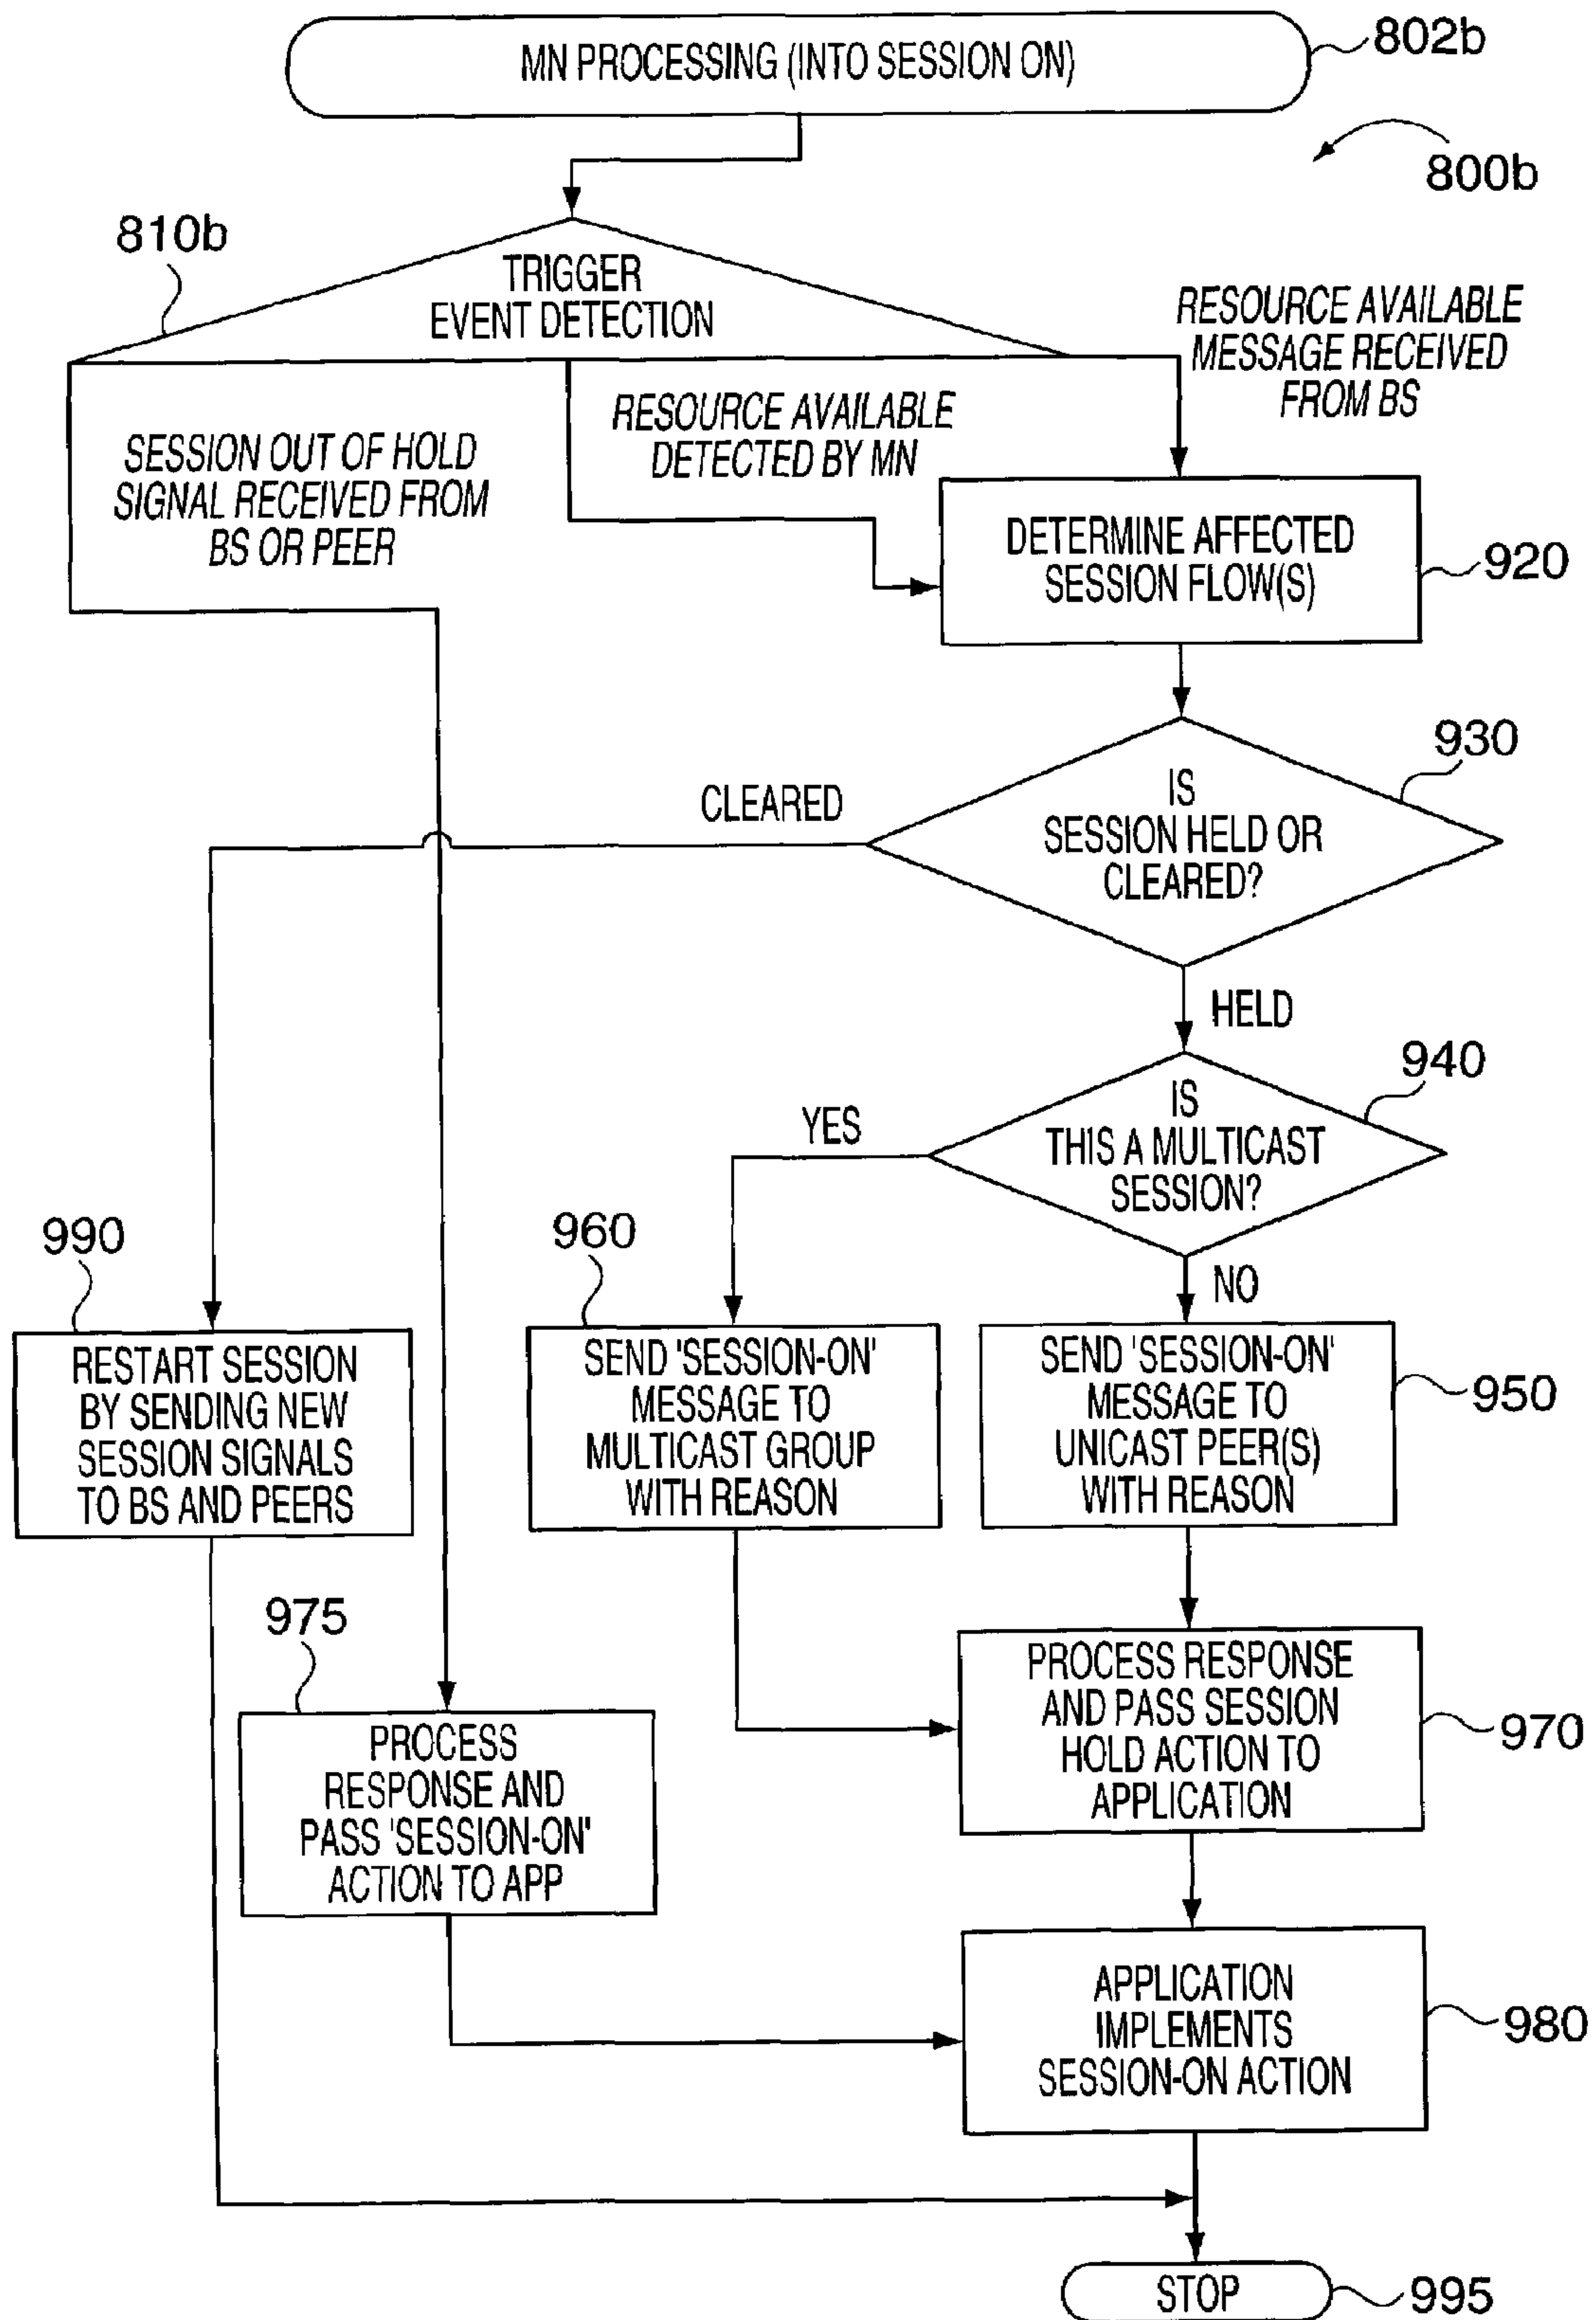 MN PROCESSING (INTO SESSION ON)
802b
800b
810b
TRIGGER
EVENT DETECTION
RESOURCE AVAILABLE
MESSAGE RECEIVED
FROM BS
RESOURCE AVAILABLE
DETECTED BY MN
SESSION OUT OF HOLD
SIGNAL RECEIVED FROM
BS OR PEER
DETERMINE AFFECTED
SESSION FLOW(S)
920
930
IS
SESSION HELD OR
CLEARED?
CLEARED
HELD
940
IS
THIS A MULTICAST
SESSION?
YES
NO
990
RESTART SESSION
BY SENDING NEW
SESSION SIGNALS
TO BS AND PEERS
960
SEND 'SESSION-ON'
MESSAGE TO
MULTICAST GROUP
WITH REASON
SEND 'SESSION-ON'
MESSAGE TO
UNICAST PEER(S)
WITH REASON
950
975
PROCESS
RESPONSE AND
PASS 'SESSION-ON'
ACTION TO APP
PROCESS RESPONSE
AND PASS SESSION
HOLD ACTION TO
APPLICATION
970
APPLICATION
IMPLEMENTS
SESSION-ON ACTION
980
STOP
995